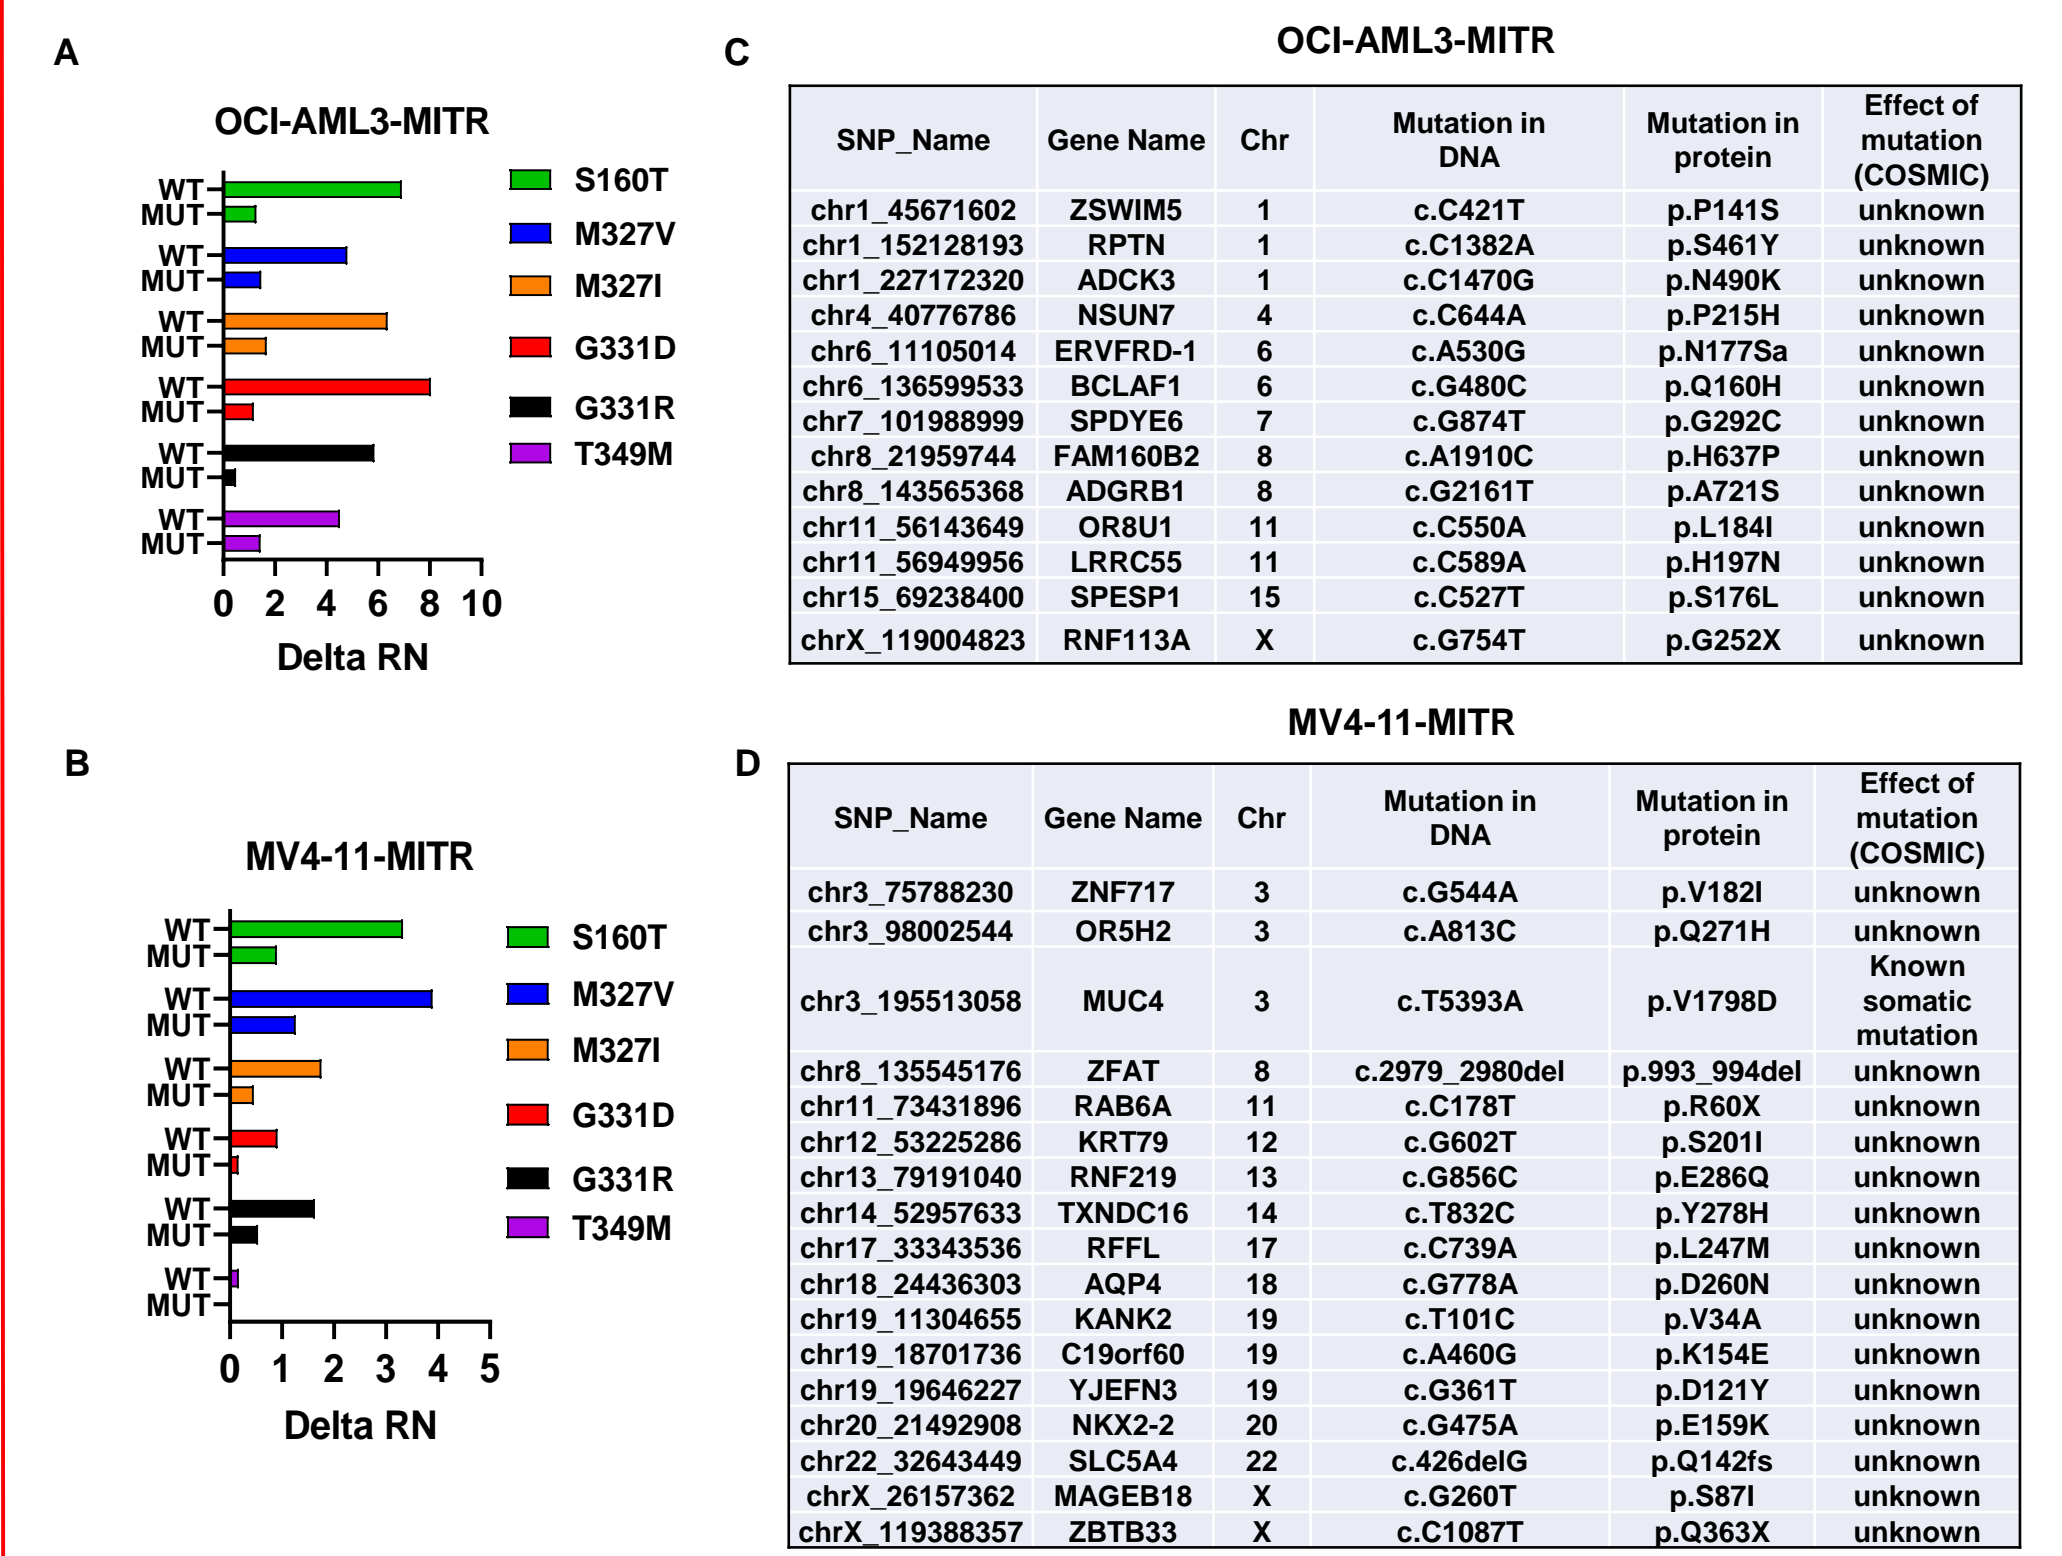 A
OCI-AML3-MITR
WT
MUT
WT
MUT
WT
MUT
WT
MUT
WT
MUT
WT
MUT
0 2 4 6 8 10
Delta RN
S160T
M327V
M327I
G331D
G331R
T349M
B
MV4-11-MITR
WT
MUT
WT
MUT
WT
MUT
WT
MUT
WT
MUT
WT
MUT
0 1 2 3 4 5
Delta RN
S160T
M327V
M327I
G331D
G331R
T349M
C
OCI-AML3-MITR
SNP_Name Gene Name Chr Mutation in DNA Mutation in protein Effect of mutation (COSMIC)
chr1_45671602 ZSWIM5 1 c.C421T p.P141S unknown
chr1_152128193 RPTN 1 c.C1382A p.S461Y unknown
chr1_227172320 ADCK3 1 c.C1470G p.N490K unknown
chr4_40776786 NSUN7 4 c.C644A p.P215H unknown
chr6_11105014 ERVFRD-1 6 c.A530G p.N177Sa unknown
chr6_136599533 BCLAF1 6 c.G480C p.Q160H unknown
chr7_101988999 SPDYE6 7 c.G874T p.G292C unknown
chr8_21959744 FAM160B2 8 c.A1910C p.H637P unknown
chr8_143565368 ADGRB1 8 c.G2161T p.A721S unknown
chr11_56143649 OR8U1 11 c.C550A p.L184I unknown
chr11_56949956 LRRC55 11 c.C589A p.H197N unknown
chr15_69238400 SPESP1 15 c.C527T p.S176L unknown
chrX_119004823 RNF113A X c.G754T p.G252X unknown
D
MV4-11-MITR
SNP_Name Gene Name Chr Mutation in DNA Mutation in protein Effect of mutation (COSMIC)
chr3_75788230 ZNF717 3 c.G544A p.V182I unknown
chr3_98002544 OR5H2 3 c.A813C p.Q271H unknown
chr3_195513058 MUC4 3 c.T5393A p.V1798D Known somatic mutation
chr8_135545176 ZFAT 8 c.2979_2980del p.993_994del unknown
chr11_73431896 RAB6A 11 c.C178T p.R60X unknown
chr12_53225286 KRT79 12 c.G602T p.S201I unknown
chr13_79191040 RNF219 13 c.G856C p.E286Q unknown
chr14_52957633 TXNDC16 14 c.T832C p.Y278H unknown
chr17_33343536 RFFL 17 c.C739A p.L247M unknown
chr18_24436303 AQP4 18 c.G778A p.D260N unknown
chr19_11304655 KANK2 19 c.T101C p.V34A unknown
chr19_18701736 C19orf60 19 c.A460G p.K154E unknown
chr19_19646227 YJEFN3 19 c.G361T p.D121Y unknown
chr20_21492908 NKX2-2 20 c.G475A p.E159K unknown
chr22_32643449 SLC5A4 22 c.426delG p.Q142fs unknown
chrX_26157362 MAGEB18 X c.G260T p.S87I unknown
chrX_119388357 ZBTB33 X c.C1087T p.Q363X unknown